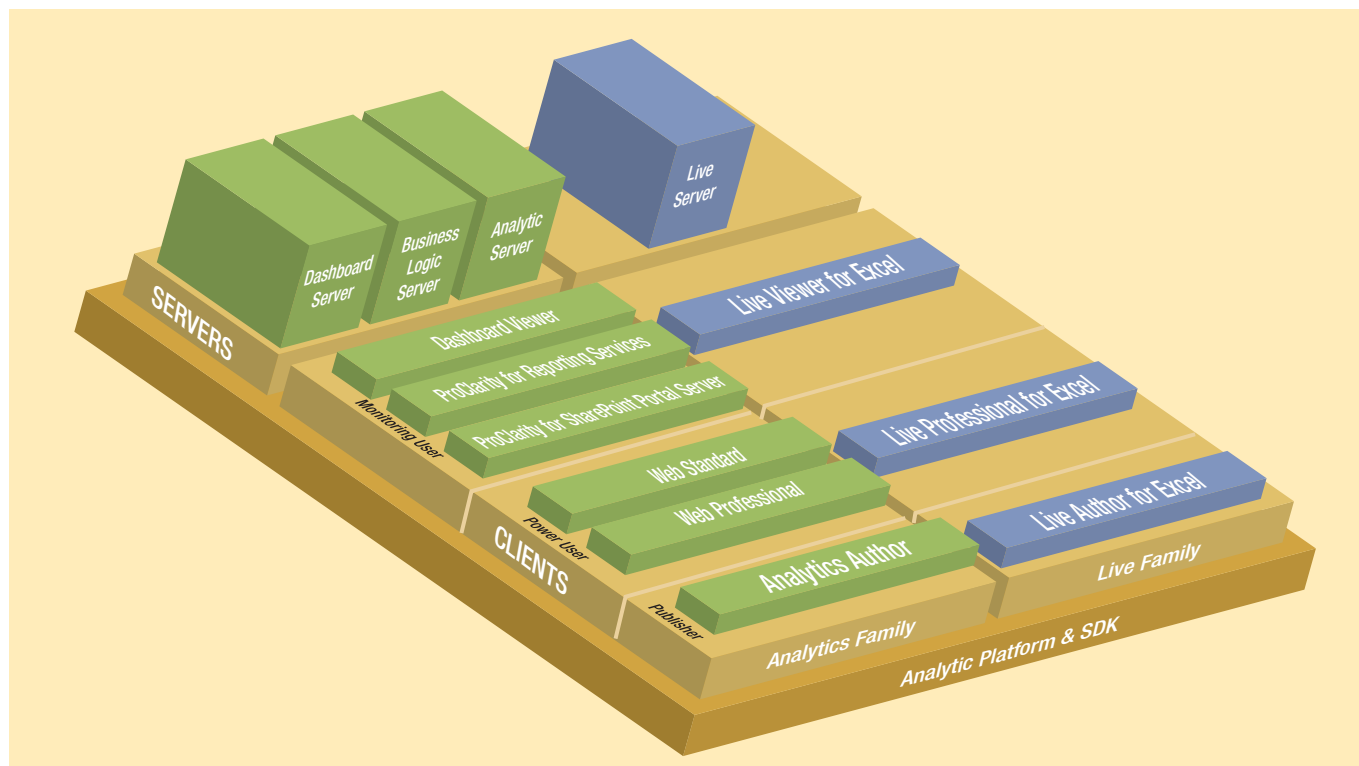 Live
Server
Analytic
Server
Business
Logic
Server
Dashboard
Server
SERVERS
Live Viewer for Excel
Dashboard Viewer
ProClarity for Reporting Services
ProClarity for SharePoint Portal Server
Monitoring User
Live Professional for Excel
Web Standard
Web Professional
Power User
CLIENTS
Live Author for Excel
Analytics Author
Publisher
Live Family
Analytics Family
Analytic Platform & SDK